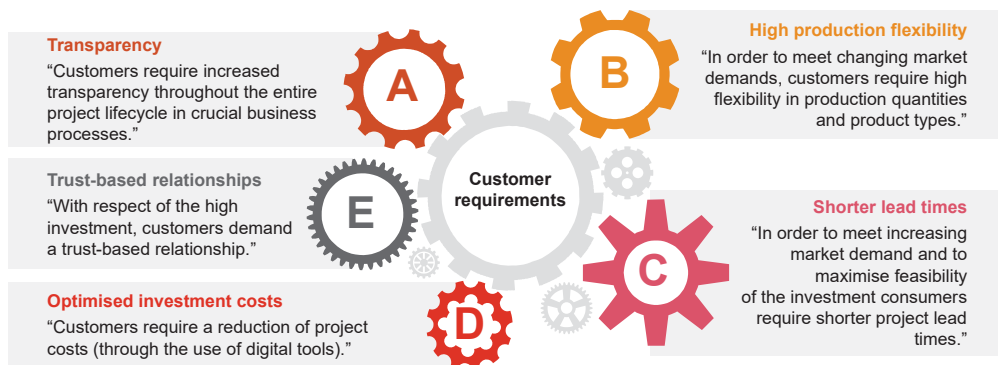 Transparency
“Customers require increased
transparency throughout the entire
project lifecycle in crucial business
processes.”
A
B
High production flexibility
“In order to meet changing market
demands, customers require high
flexibility in production quantities
and product types.”
Trust-based relationships
“With respect of the high
investment, customers demand
a trust-based relationship.”
E
Customer
requirements
C
Shorter lead times
“In order to meet increasing
market demand and to
maximise feasibility
of the investment consumers
require shorter project lead
times.”
Optimised investment costs
“Customers require a reduction of project
costs (through the use of digital tools).”
D